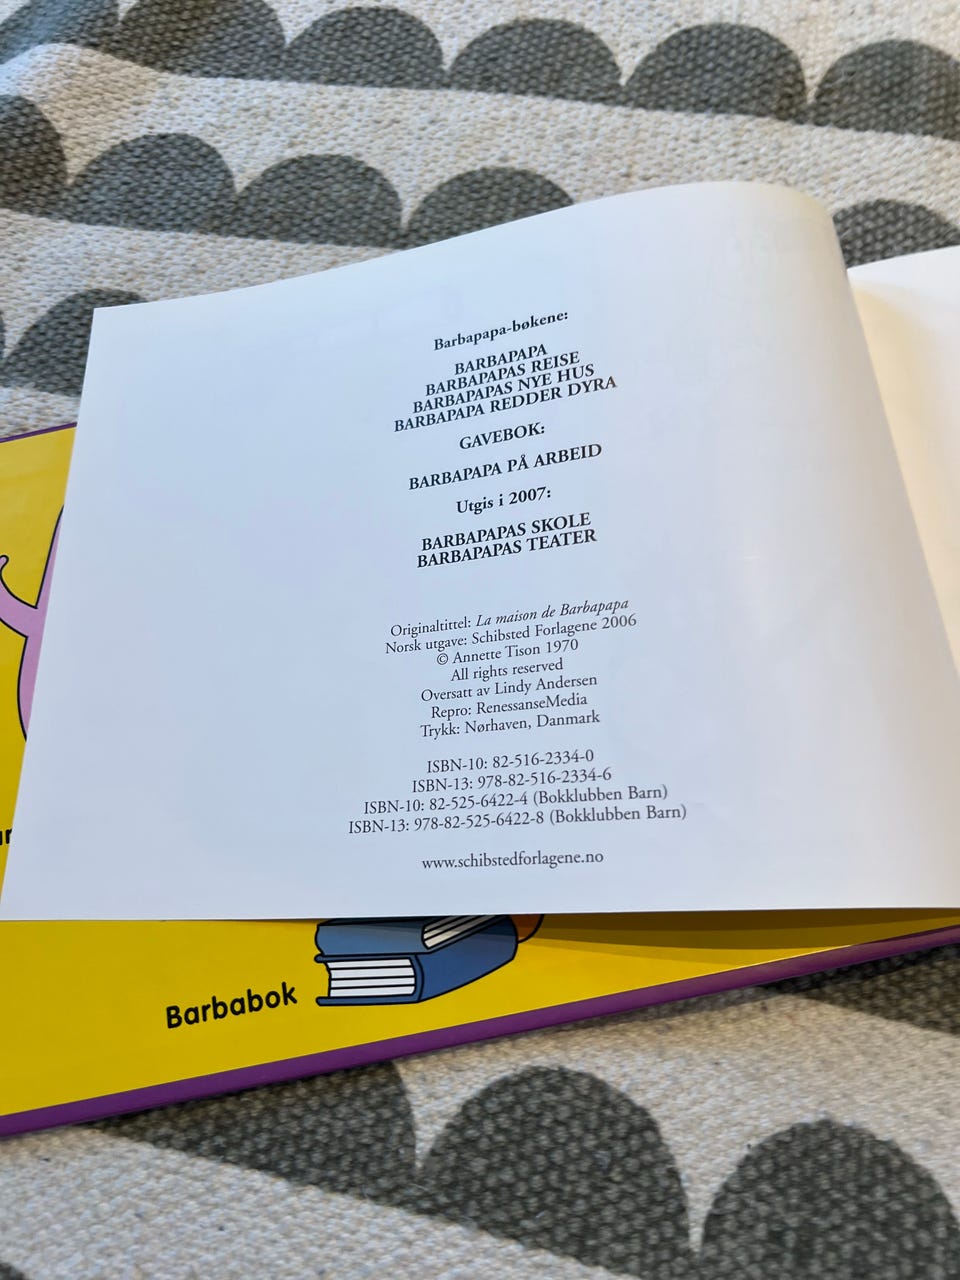 Barbapapa-bøkene:
BARBAPAPA
BARBAPAPAS REISE
BARBAPAPAS NYE HUS
BARBAPAPA REDDER DYRA
GAVEBOK:
BARBAPAPA PÅ ARBEID
Utgis i 2007:
BARBAPAPAS SKOLE
BARBAPAPAS TEATER
Originaltittel: La maison de Barbapapa
Norsk utgave: Schibsted Forlagene 2006
© Annette Tison 1970
All rights reserved
Oversatt av Lindy Andersen
Repro: RenessanseMedia
Trykk: Nørhaven, Danmark
ISBN-10: 82-516-2334-0
ISBN-13: 978-82-516-2334-6
ISBN-10: 82-525-6422-4 (Bokklubben Barn)
ISBN-13: 978-82-525-6422-8 (Bokklubben Barn)
www.schibstedforlagene.no
Barbabok